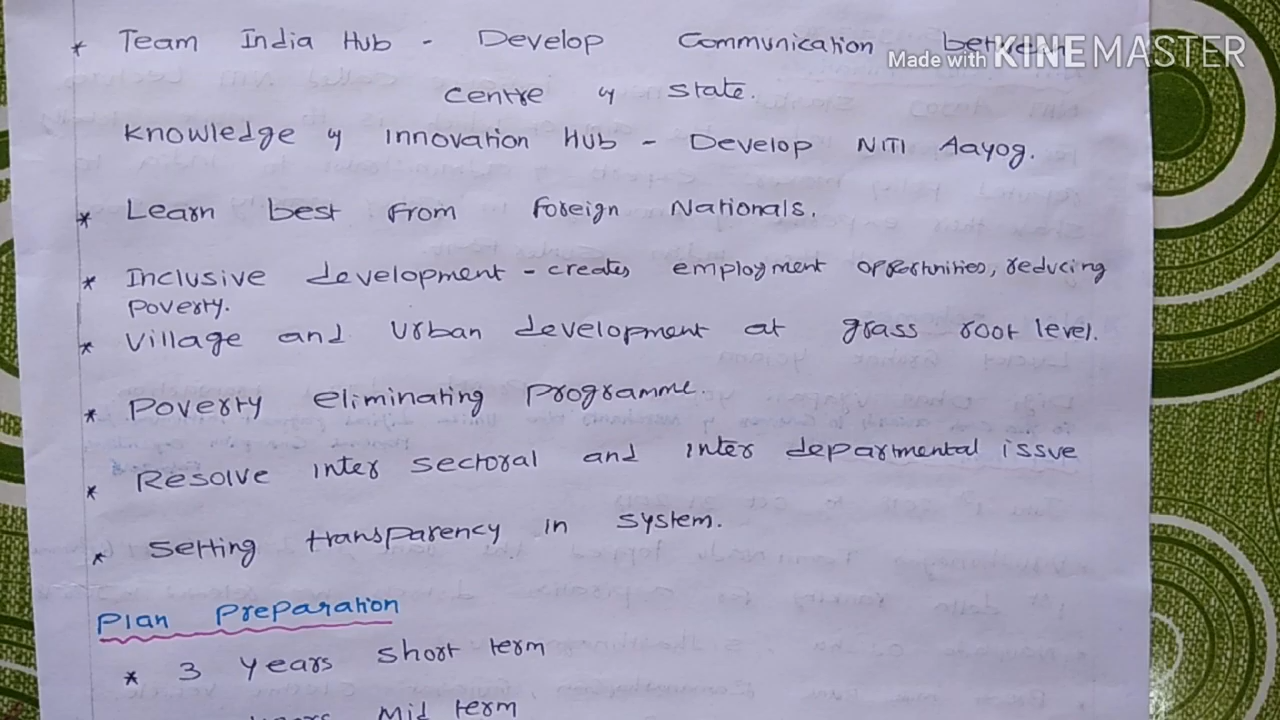 * Team India Hub - Develop Communication between
Made with KINEMASTER
centre & state.
Knowledge & innovation Hub - Develop NITI Aayog.
* Learn best From Foreign Nationals.
* Inclusive development - creates employment opportunities, reducing
poverty.
* Village and Urban development at grass root level.
* Poverty eliminating programme.
* Resolve inter sectoral and inter departmental issue
* setting transparency in system.
Plan Preparation
* 3 years short term
years Mid term